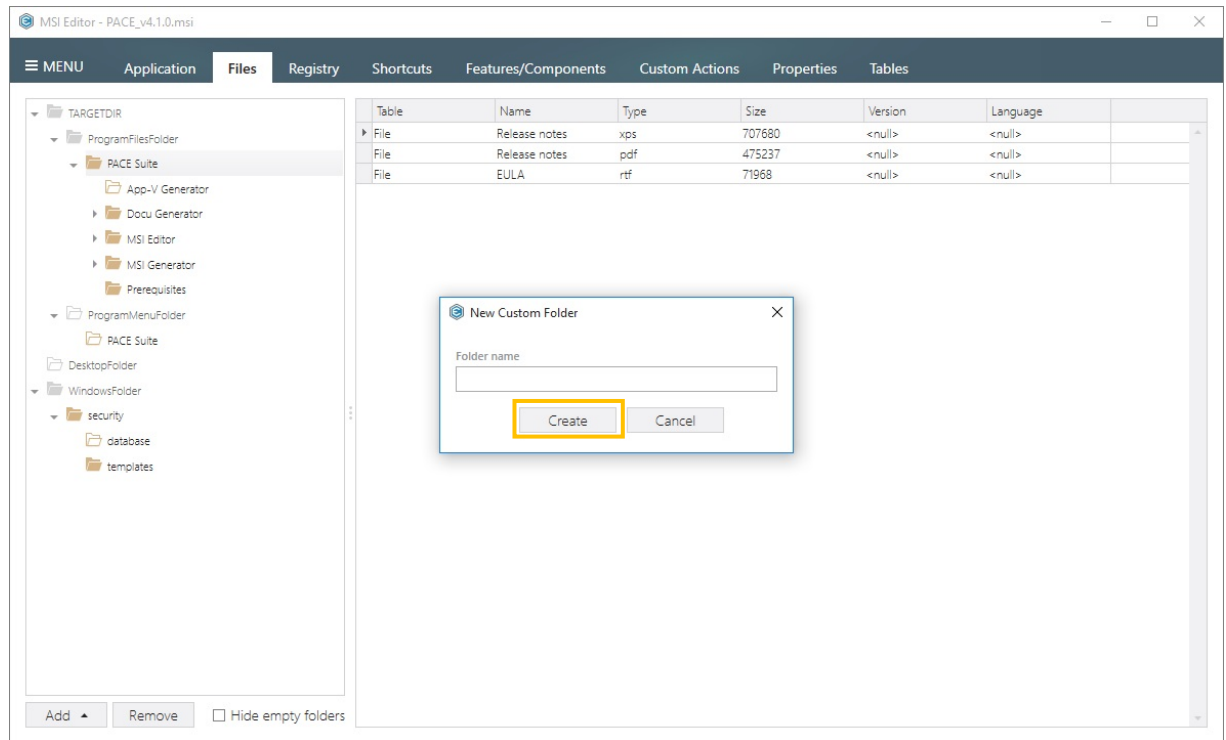 MSI Editor - PACE_v4.1.0.msi
MENU Application Files Registry Shortcuts Features/Components Custom Actions Properties Tables
TARGETDIR
ProgramFilesFolder
PACE Suite
App-V Generator
Docu Generator
MSI Editor
MSI Generator
Prerequisites
ProgramMenuFolder
PACE Suite
DesktopFolder
WindowsFolder
security
database
templates
Add Remove Hide empty folders
Table Name Type Size Version Language
File Release notes xps 707680 <null> <null>
File Release notes pdf 475237 <null> <null>
File EULA rtf 71968 <null> <null>
New Custom Folder
Folder name
Create Cancel